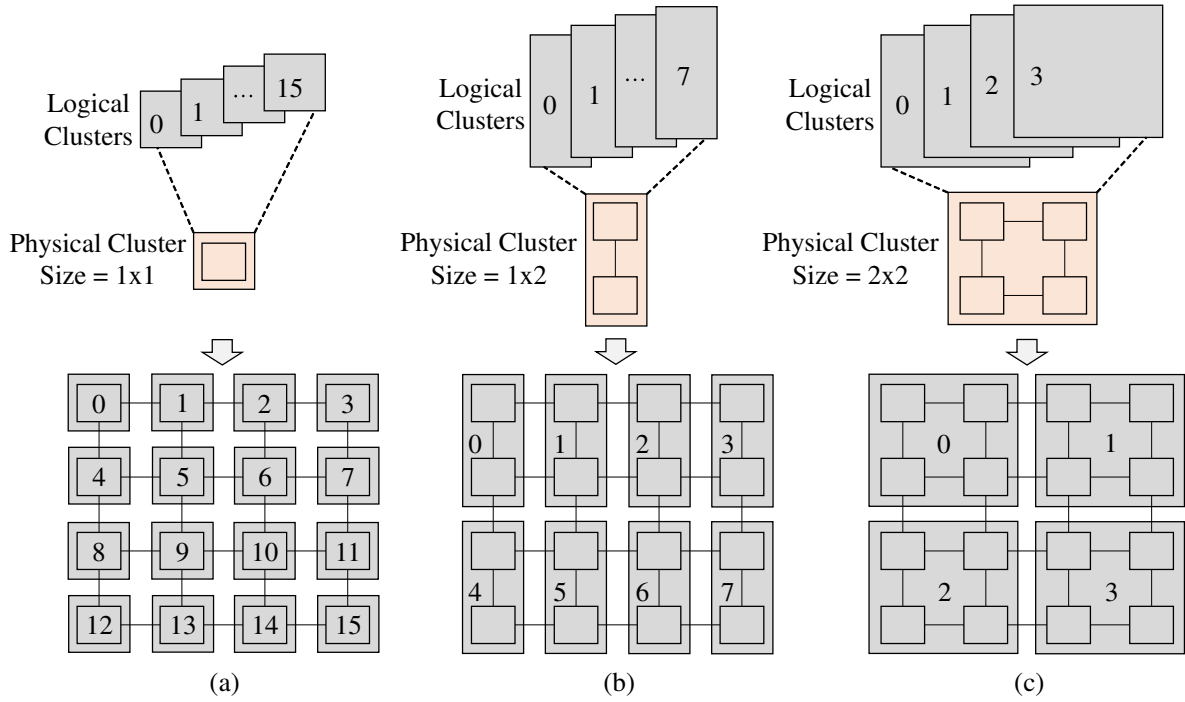 Logical
Clusters
0
1
...
15
Physical Cluster
Size = 1x1
0 1 2 3
4 5 6 7
8 9 10 11
12 13 14 15
(a)
Logical
Clusters
0
1
...
7
Physical Cluster
Size = 1x2
0 1 2 3
4 5 6 7
(b)
Logical
Clusters
0
1
2
3
Physical Cluster
Size = 2x2
0 1
2 3
(c)